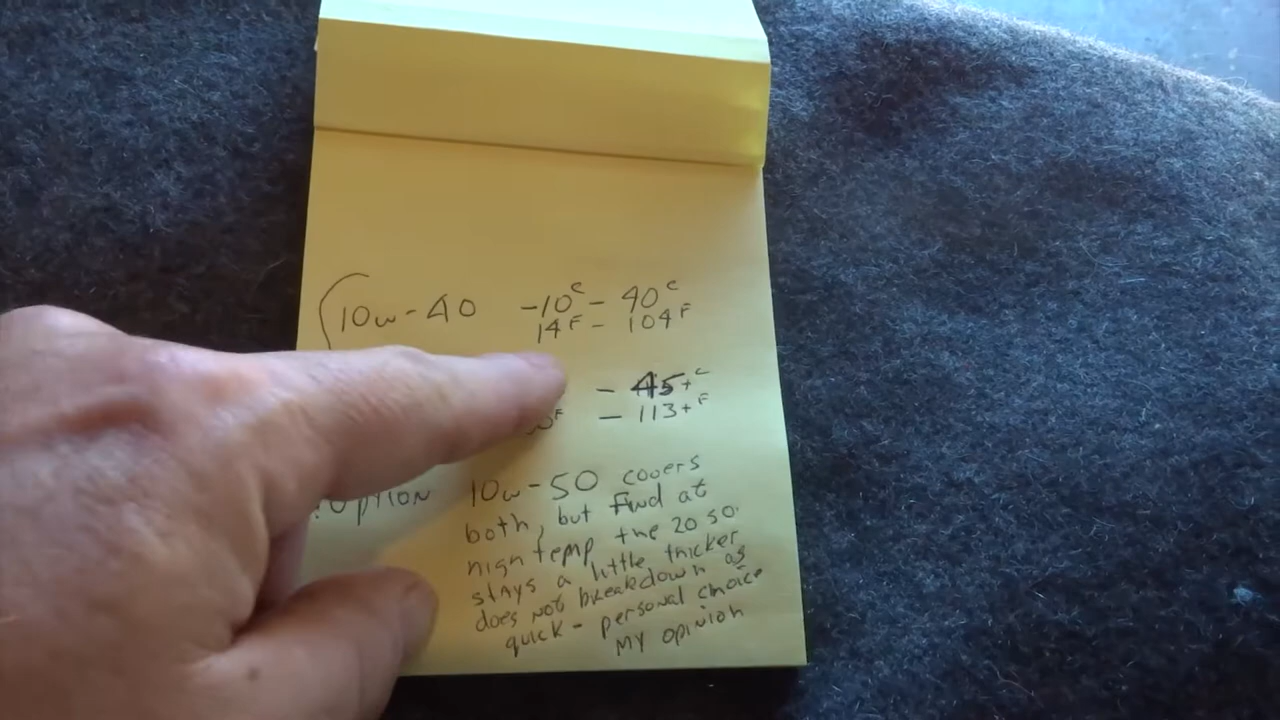 10w-40 -10c - 40c
14F - 104F
- 45+c
F - 113+F
option 10w-50 covers
both, but find at
high temp the 20 50.
stays a little thicker
does not breakdown as
quick - personal choice
My opinion